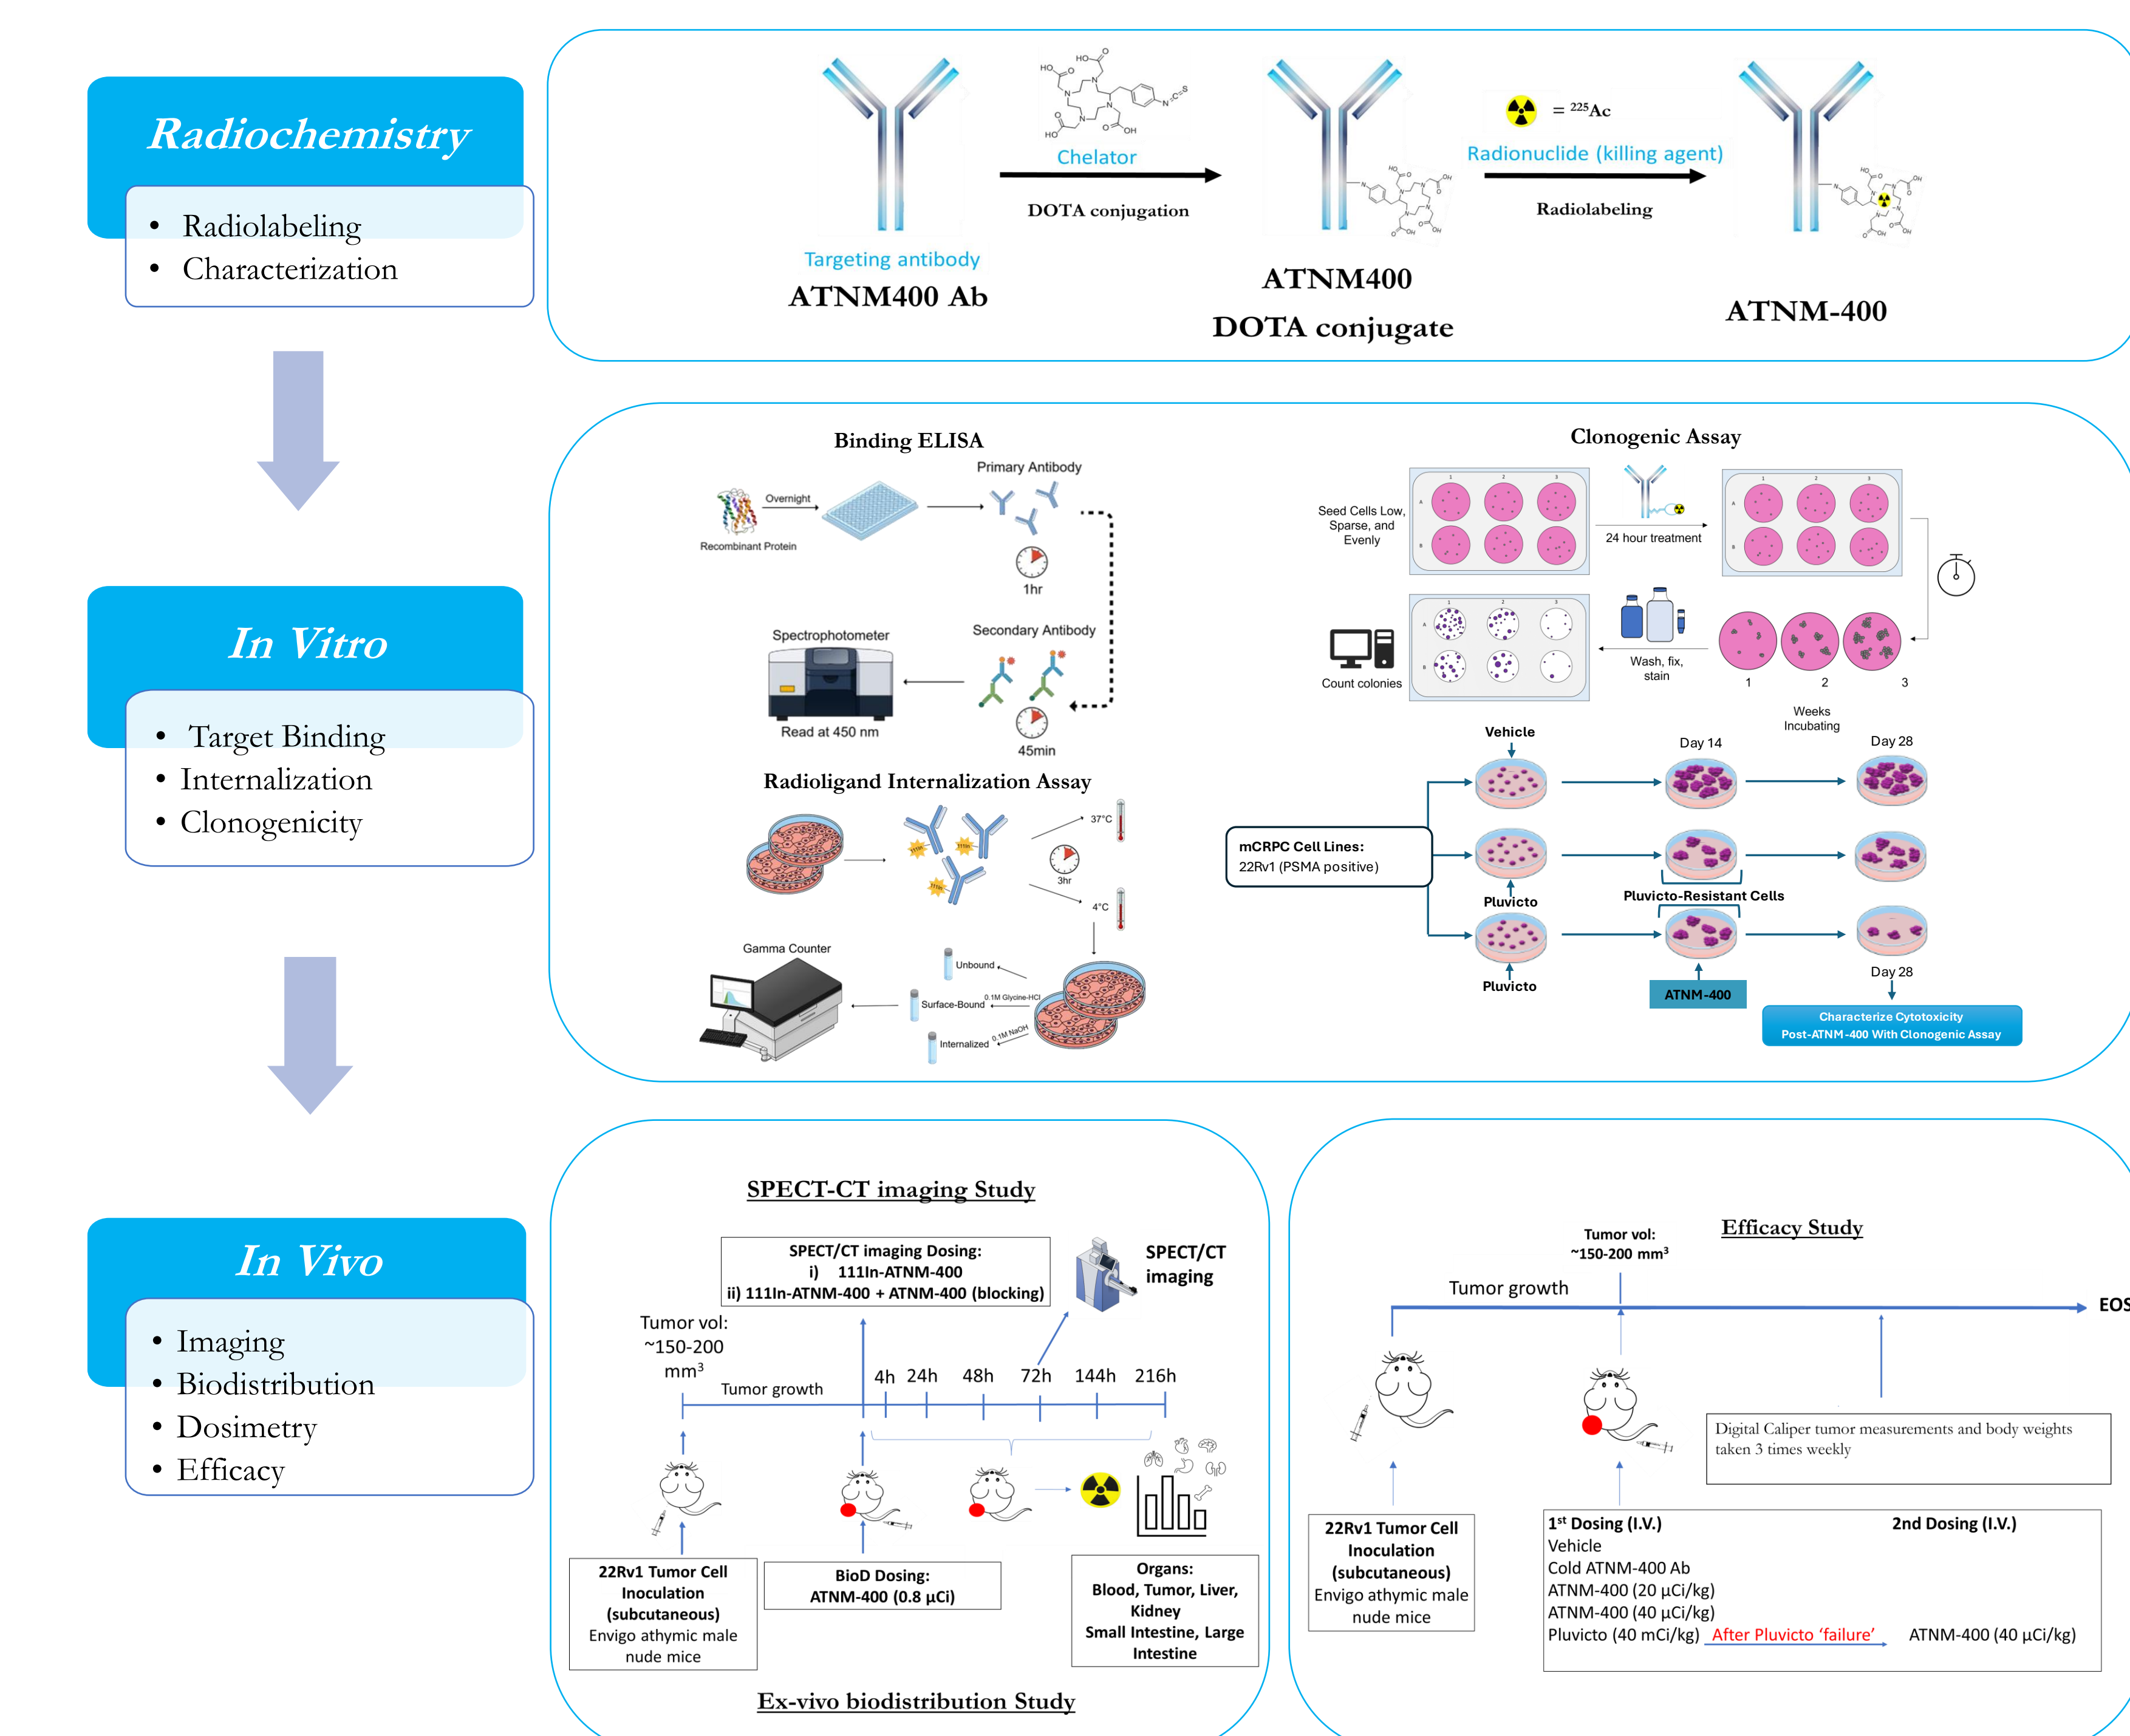 Radiochemistry
• Radiolabeling
• Characterization
Targeting antibody
ATNM400 Ab
Chelator
DOTA conjugation
ATNM400
DOTA conjugate
= ²²⁵Ac
Radionuclide (killing agent)
Radiolabeling
ATNM-400
In Vitro
• Target Binding
• Internalization
• Clonogenicity
Binding ELISA
Recombinant Protein
Overnight
Primary Antibody
1hr
Secondary Antibody
45min
Spectrophotometer
Read at 450 nm
Radioligand Internalization Assay
37°C
3hr
4°C
Unbound
0.1M Glycine-HCl
Surface-Bound
0.1M NaOH
Internalized
Gamma Counter
Clonogenic Assay
Seed Cells Low,
Sparse, and
Evenly
1 2 3
A
B
24 hour treatment
1 2 3
A
B
1 2 3
Weeks
Incubating
Wash, fix,
stain
1 2 3
A
B
Count colonies
mCRPC Cell Lines:
22Rv1 (PSMA positive)
Vehicle
Day 14
Day 28
Pluvicto
Pluvicto-Resistant Cells
Pluvicto
ATNM-400
Day 28
Characterize Cytotoxicity
Post-ATNM-400 With Clonogenic Assay
In Vivo
• Imaging
• Biodistribution
• Dosimetry
• Efficacy
SPECT-CT imaging Study
SPECT/CT imaging Dosing:
i) 111In-ATNM-400
ii) 111In-ATNM-400 + ATNM-400 (blocking)
SPECT/CT
imaging
Tumor vol:
~150-200
mm³
Tumor growth
4h 24h 48h 72h 144h 216h
22Rv1 Tumor Cell
Inoculation
(subcutaneous)
Envigo athymic male
nude mice
BioD Dosing:
ATNM-400 (0.8 µCi)
Organs:
Blood, Tumor, Liver,
Kidney
Small Intestine, Large
Intestine
Ex-vivo biodistribution Study
Efficacy Study
Tumor vol:
~150-200 mm³
Tumor growth
EOS
Digital Caliper tumor measurements and body weights
taken 3 times weekly
22Rv1 Tumor Cell
Inoculation
(subcutaneous)
Envigo athymic male
nude mice
1st Dosing (I.V.) 2nd Dosing (I.V.)
Vehicle
Cold ATNM-400 Ab
ATNM-400 (20 µCi/kg)
ATNM-400 (40 µCi/kg)
Pluvicto (40 mCi/kg) After Pluvicto ‘failure’ ATNM-400 (40 µCi/kg)